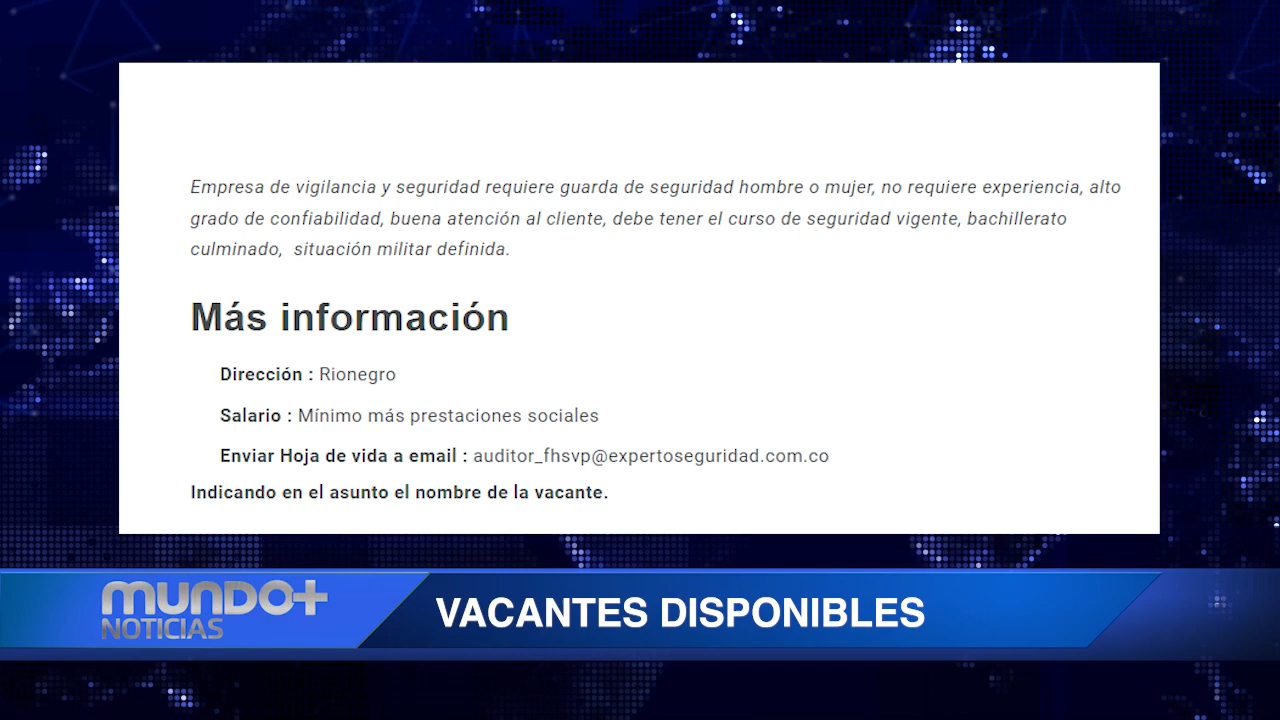 Empresa de vigilancia y seguridad requiere guarda de seguridad hombre o mujer, no requiere experiencia, alto
grado de confiabilidad, buena atención al cliente, debe tener el curso de seguridad vigente, bachillerato
culminado,  situación militar definida.
Más información
Dirección : Rionegro
Salario : Mínimo más prestaciones sociales
Enviar Hoja de vida a email : auditor_fhsvp@expertoseguridad.com.co
Indicando en el asunto el nombre de la vacante.
MUNDO+
NOTICIAS
VACANTES DISPONIBLES